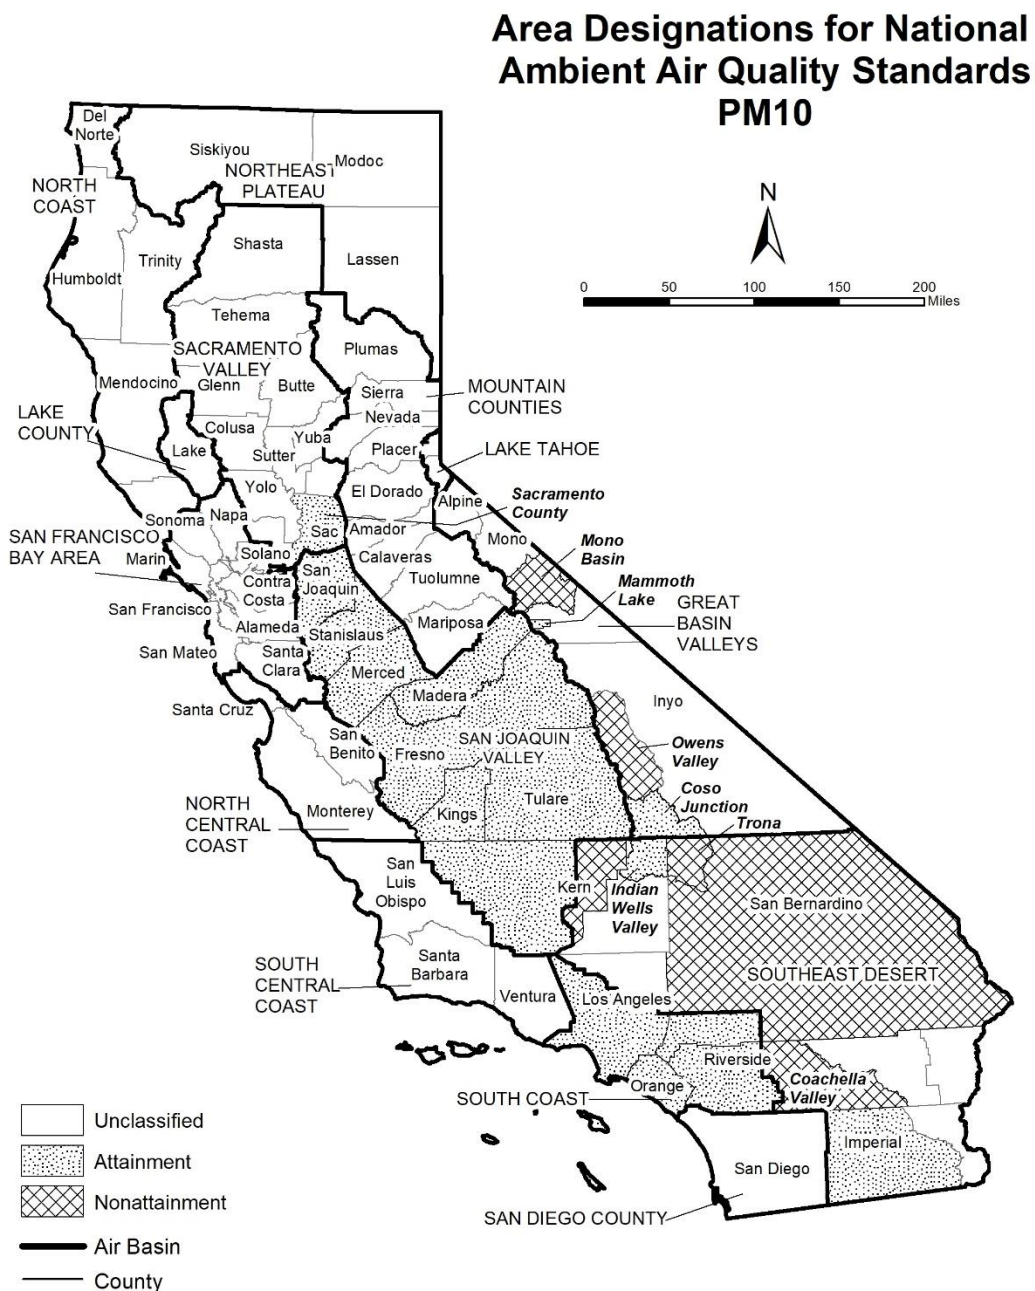 Area Designations for National
Ambient Air Quality Standards
PM10
N
0 50 100 150 200
Miles
Del
Norte
Siskiyou
Modoc
NORTHEAST
PLATEAU
NORTH
COAST
Shasta
Trinity
Lassen
Humboldt
Tehema
SACRAMENTO
VALLEY
Plumas
Mendocino
Glenn
Butte
Sierra
MOUNTAIN
COUNTIES
LAKE
COUNTY
Nevada
Colusa
Yuba
Lake
Sutter
Placer
LAKE TAHOE
Yolo
El Dorado
Alpine
Sacramento
County
Sonoma
Napa
Sac
Amador
Mono
SAN FRANCISCO
BAY AREA
Marin
Solano
Calaveras
Mono
Basin
San
Joaquin
Contra
Costa
Tuolumne
Mammoth
Lake
GREAT
BASIN
VALLEYS
San Francisco
Alameda
Stanislaus
Mariposa
San Mateo
Santa
Clara
Merced
Madera
Inyo
Santa Cruz
San
Benito
Fresno
SAN JOAQUIN
VALLEY
Owens
Valley
Coso
Junction
Trona
NORTH
CENTRAL
COAST
Monterey
Kings
Tulare
San
Luis
Obispo
Kern
Indian
Wells
Valley
San Bernardino
SOUTH
CENTRAL
COAST
Santa
Barbara
Ventura
Los Angeles
SOUTHEAST DESERT
Riverside
SOUTH COAST
Orange
Coachella
Valley
Imperial
San Diego
SAN DIEGO COUNTY
Unclassified
Attainment
Nonattainment
Air Basin
County